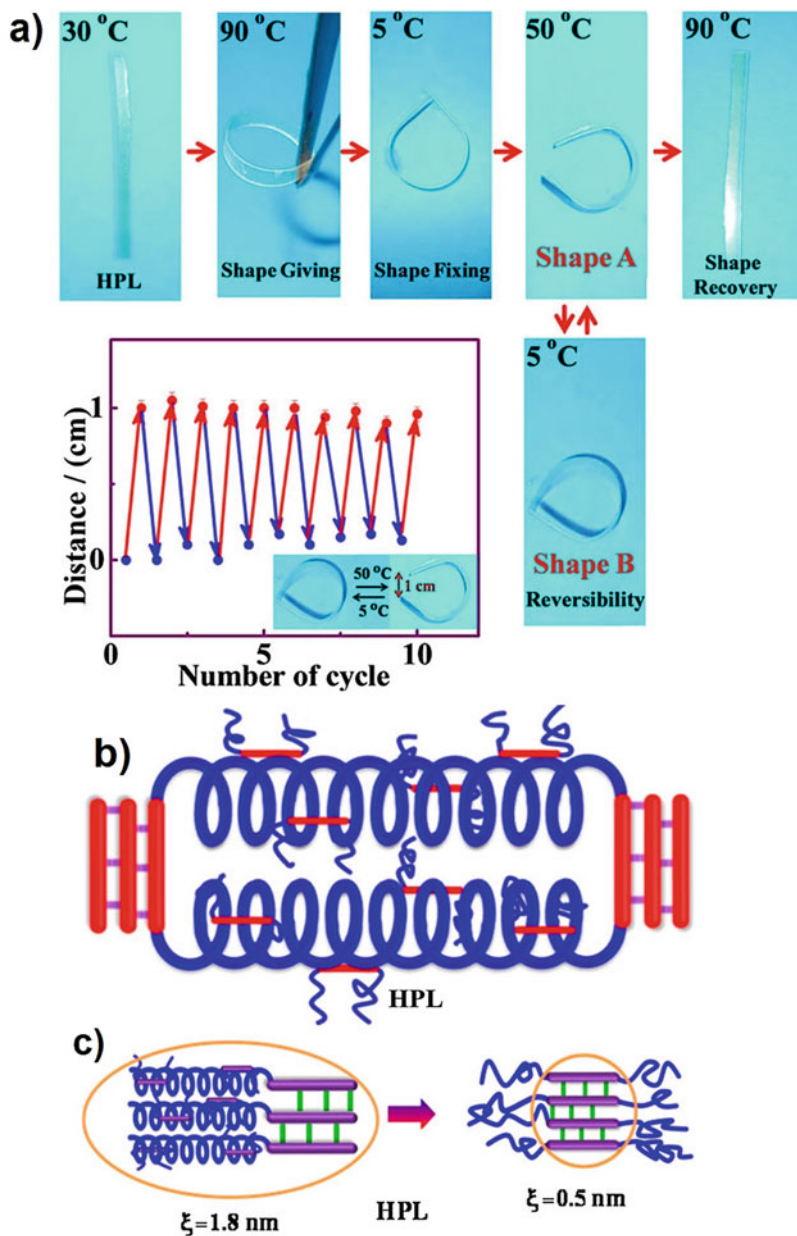 a)
30 °C
HPL
90 °C
Shape Giving
5 °C
Shape Fixing
50 °C
Shape A
90 °C
Shape
Recovery
5 °C
Shape B
Reversibility
Distance / (cm)
1
0
50 °C
5 °C
1 cm
0
5
10
Number of cycle
b)
HPL
c)
ξ=1.8 nm
HPL
ξ=0.5 nm